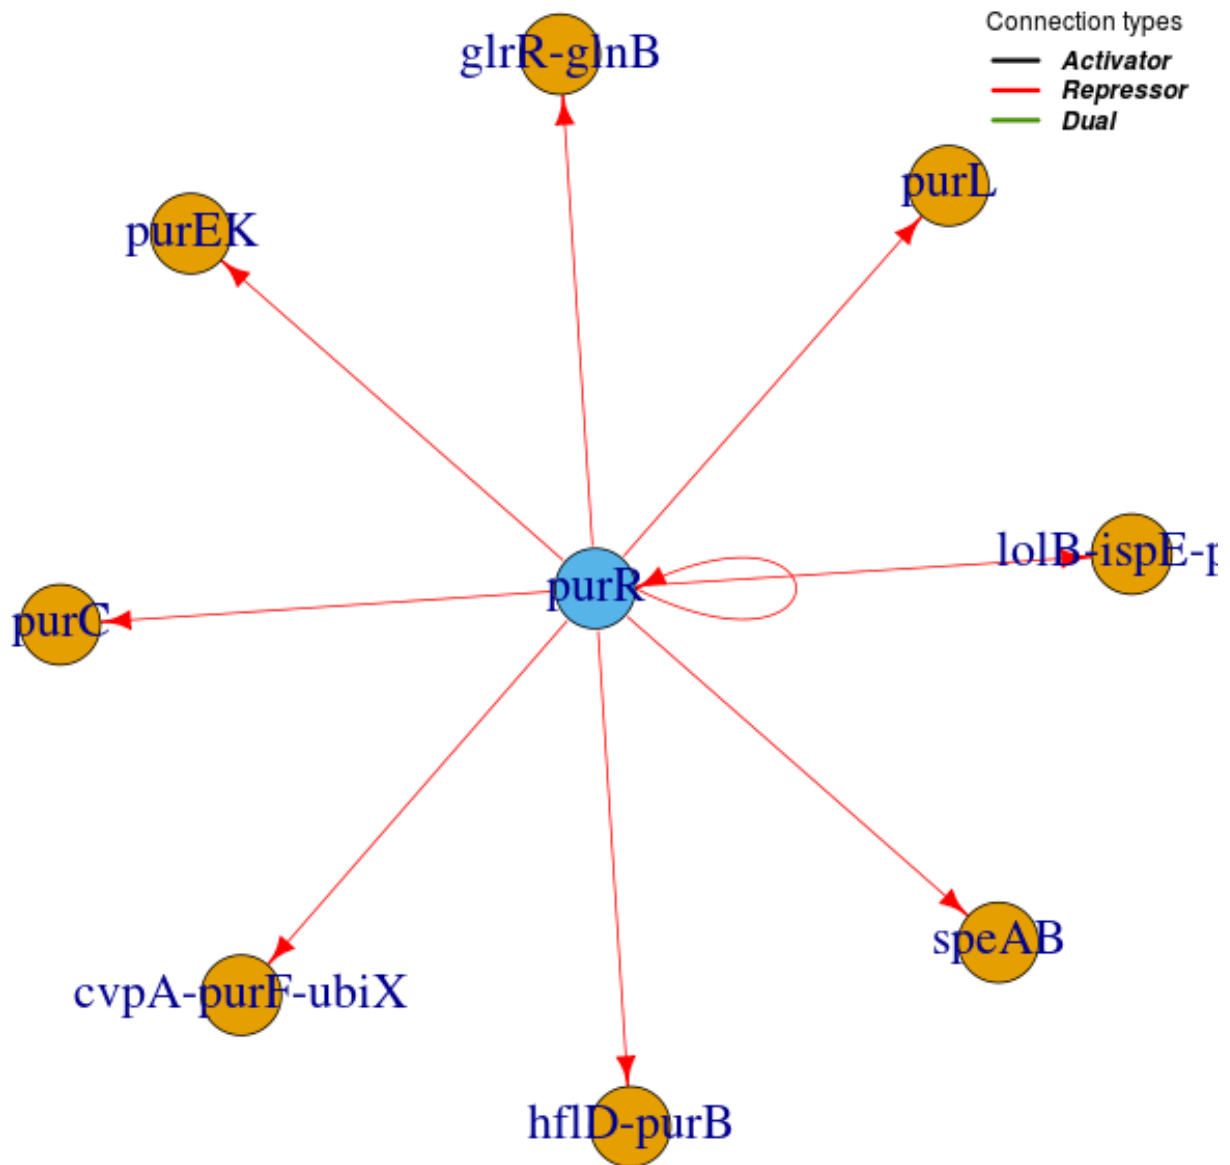 Connection types
Activator
Repressor
Dual
glrR-glnB
purL
purEK
lolB-ispE-p
purR
purC
speAB
cvpA-purF-ubiX
hflD-purB